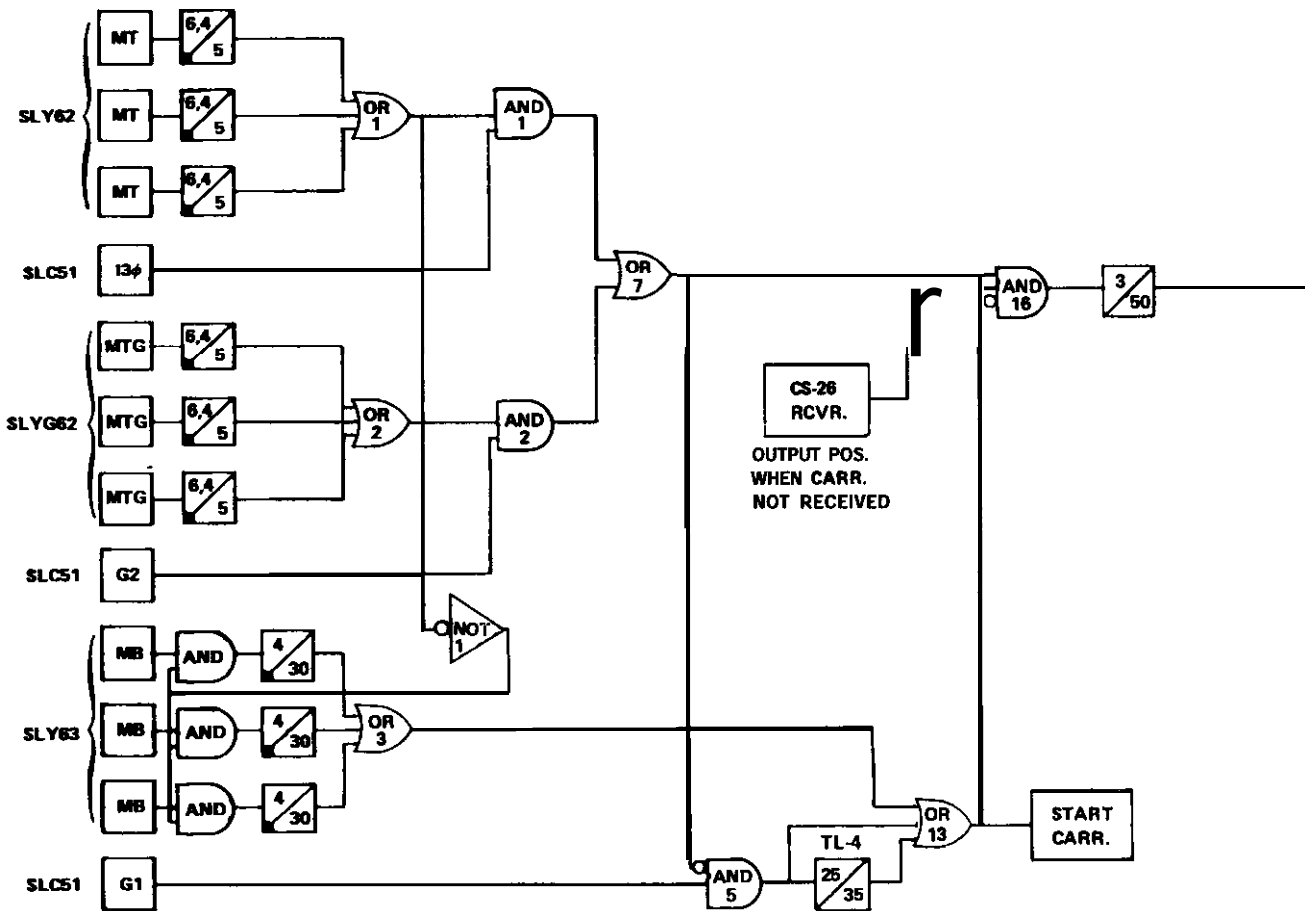 MT 6,4 5
SLY62 MT 6,4 5 OR 1 AND 1
MT 6,4 5
SLC51 13ϕ
OR 7 AND 16 3 50
MTG 6,4 5
SLYG62 MTG 6,4 5 OR 2 AND 2
MTG 6,4 5
CS-26
RCVR.
OUTPUT POS.
WHEN CARR.
NOT RECEIVED
SLC51 G2
NOT 1
MB AND 4 30
SLY63 MB AND 4 30 OR 3
MB AND 4 30
OR 13
START
CARR.
TL-4
SLC51 G1 AND 5 25 35